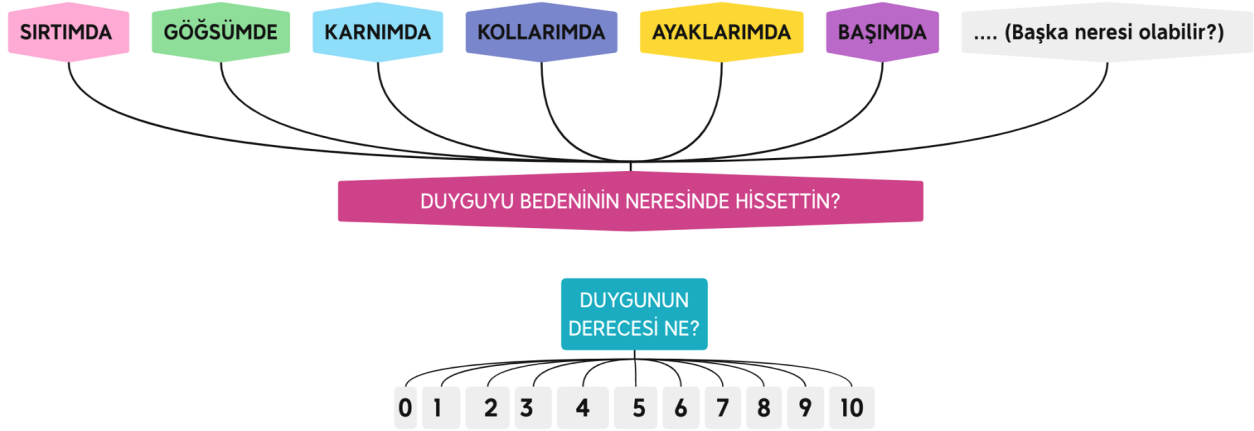 SIRTIMDA
GÖĞSÜMDE
KARNIMDA
KOLLARIMDA
AYAKLARIMDA
BAŞIMDA
.... (Başka neresi olabilir?)
DUYGUYU BEDENİNİN NERESİNDE HİSSETTİN?
DUYGUNUN
DERECESİ NE?
0 1 2 3 4 5 6 7 8 9 10